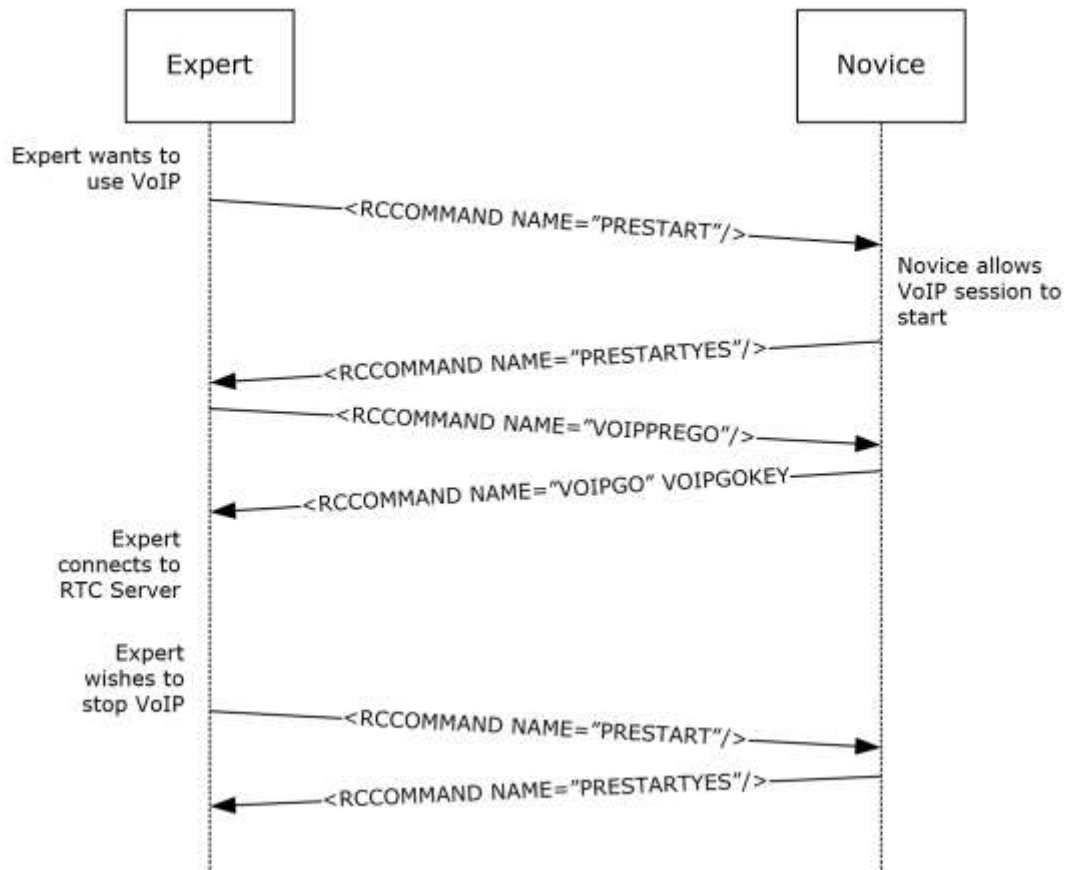 Expert
Novice
Expert wants to
use VoIP
<RCCOMMAND NAME=”PRESTART”/>
Novice allows
VoIP session to
start
<RCCOMMAND NAME=”PRESTARTYES”/>
<RCCOMMAND NAME=”VOIPPREGO”/>
<RCCOMMAND NAME=”VOIPGO” VOIPGOKEY
Expert
connects to
RTC Server
Expert
wishes to
stop VoIP
<RCCOMMAND NAME=”PRESTART”/>
<RCCOMMAND NAME=”PRESTARTYES”/>